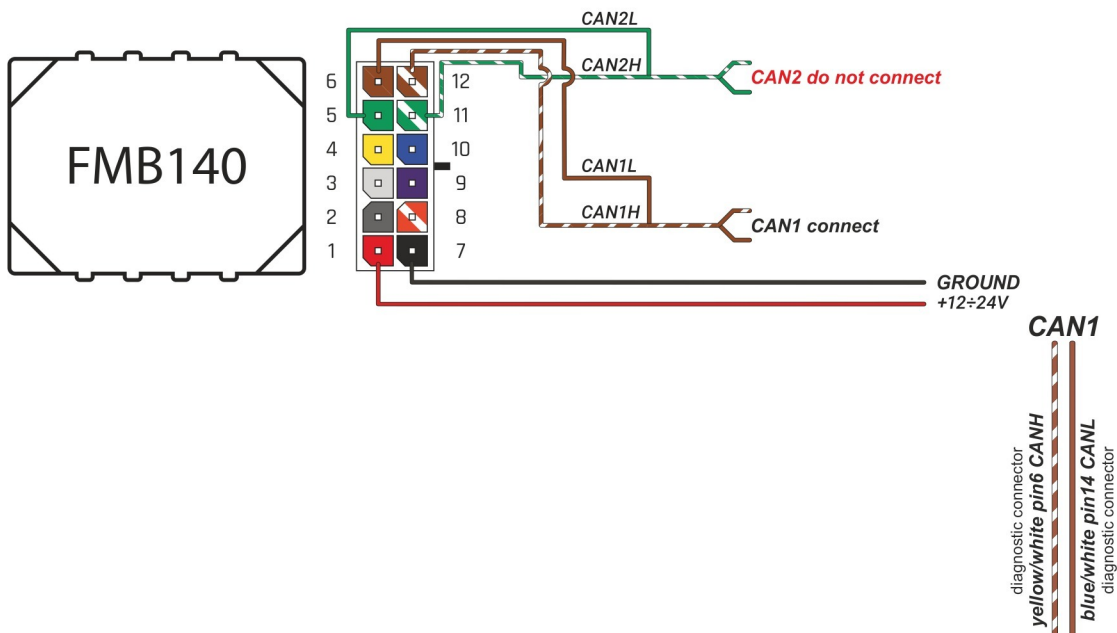 FMB140
CAN2L
CAN2H
CAN2 do not connect
6 12
5 11
4 10
3 9
2 8
1 7
CAN1L
CAN1H
CAN1 connect
GROUND
+12÷24V
CAN1
diagnostic connector
yellow/white pin6 CANH
blue/white pin14 CANL
diagnostic connector